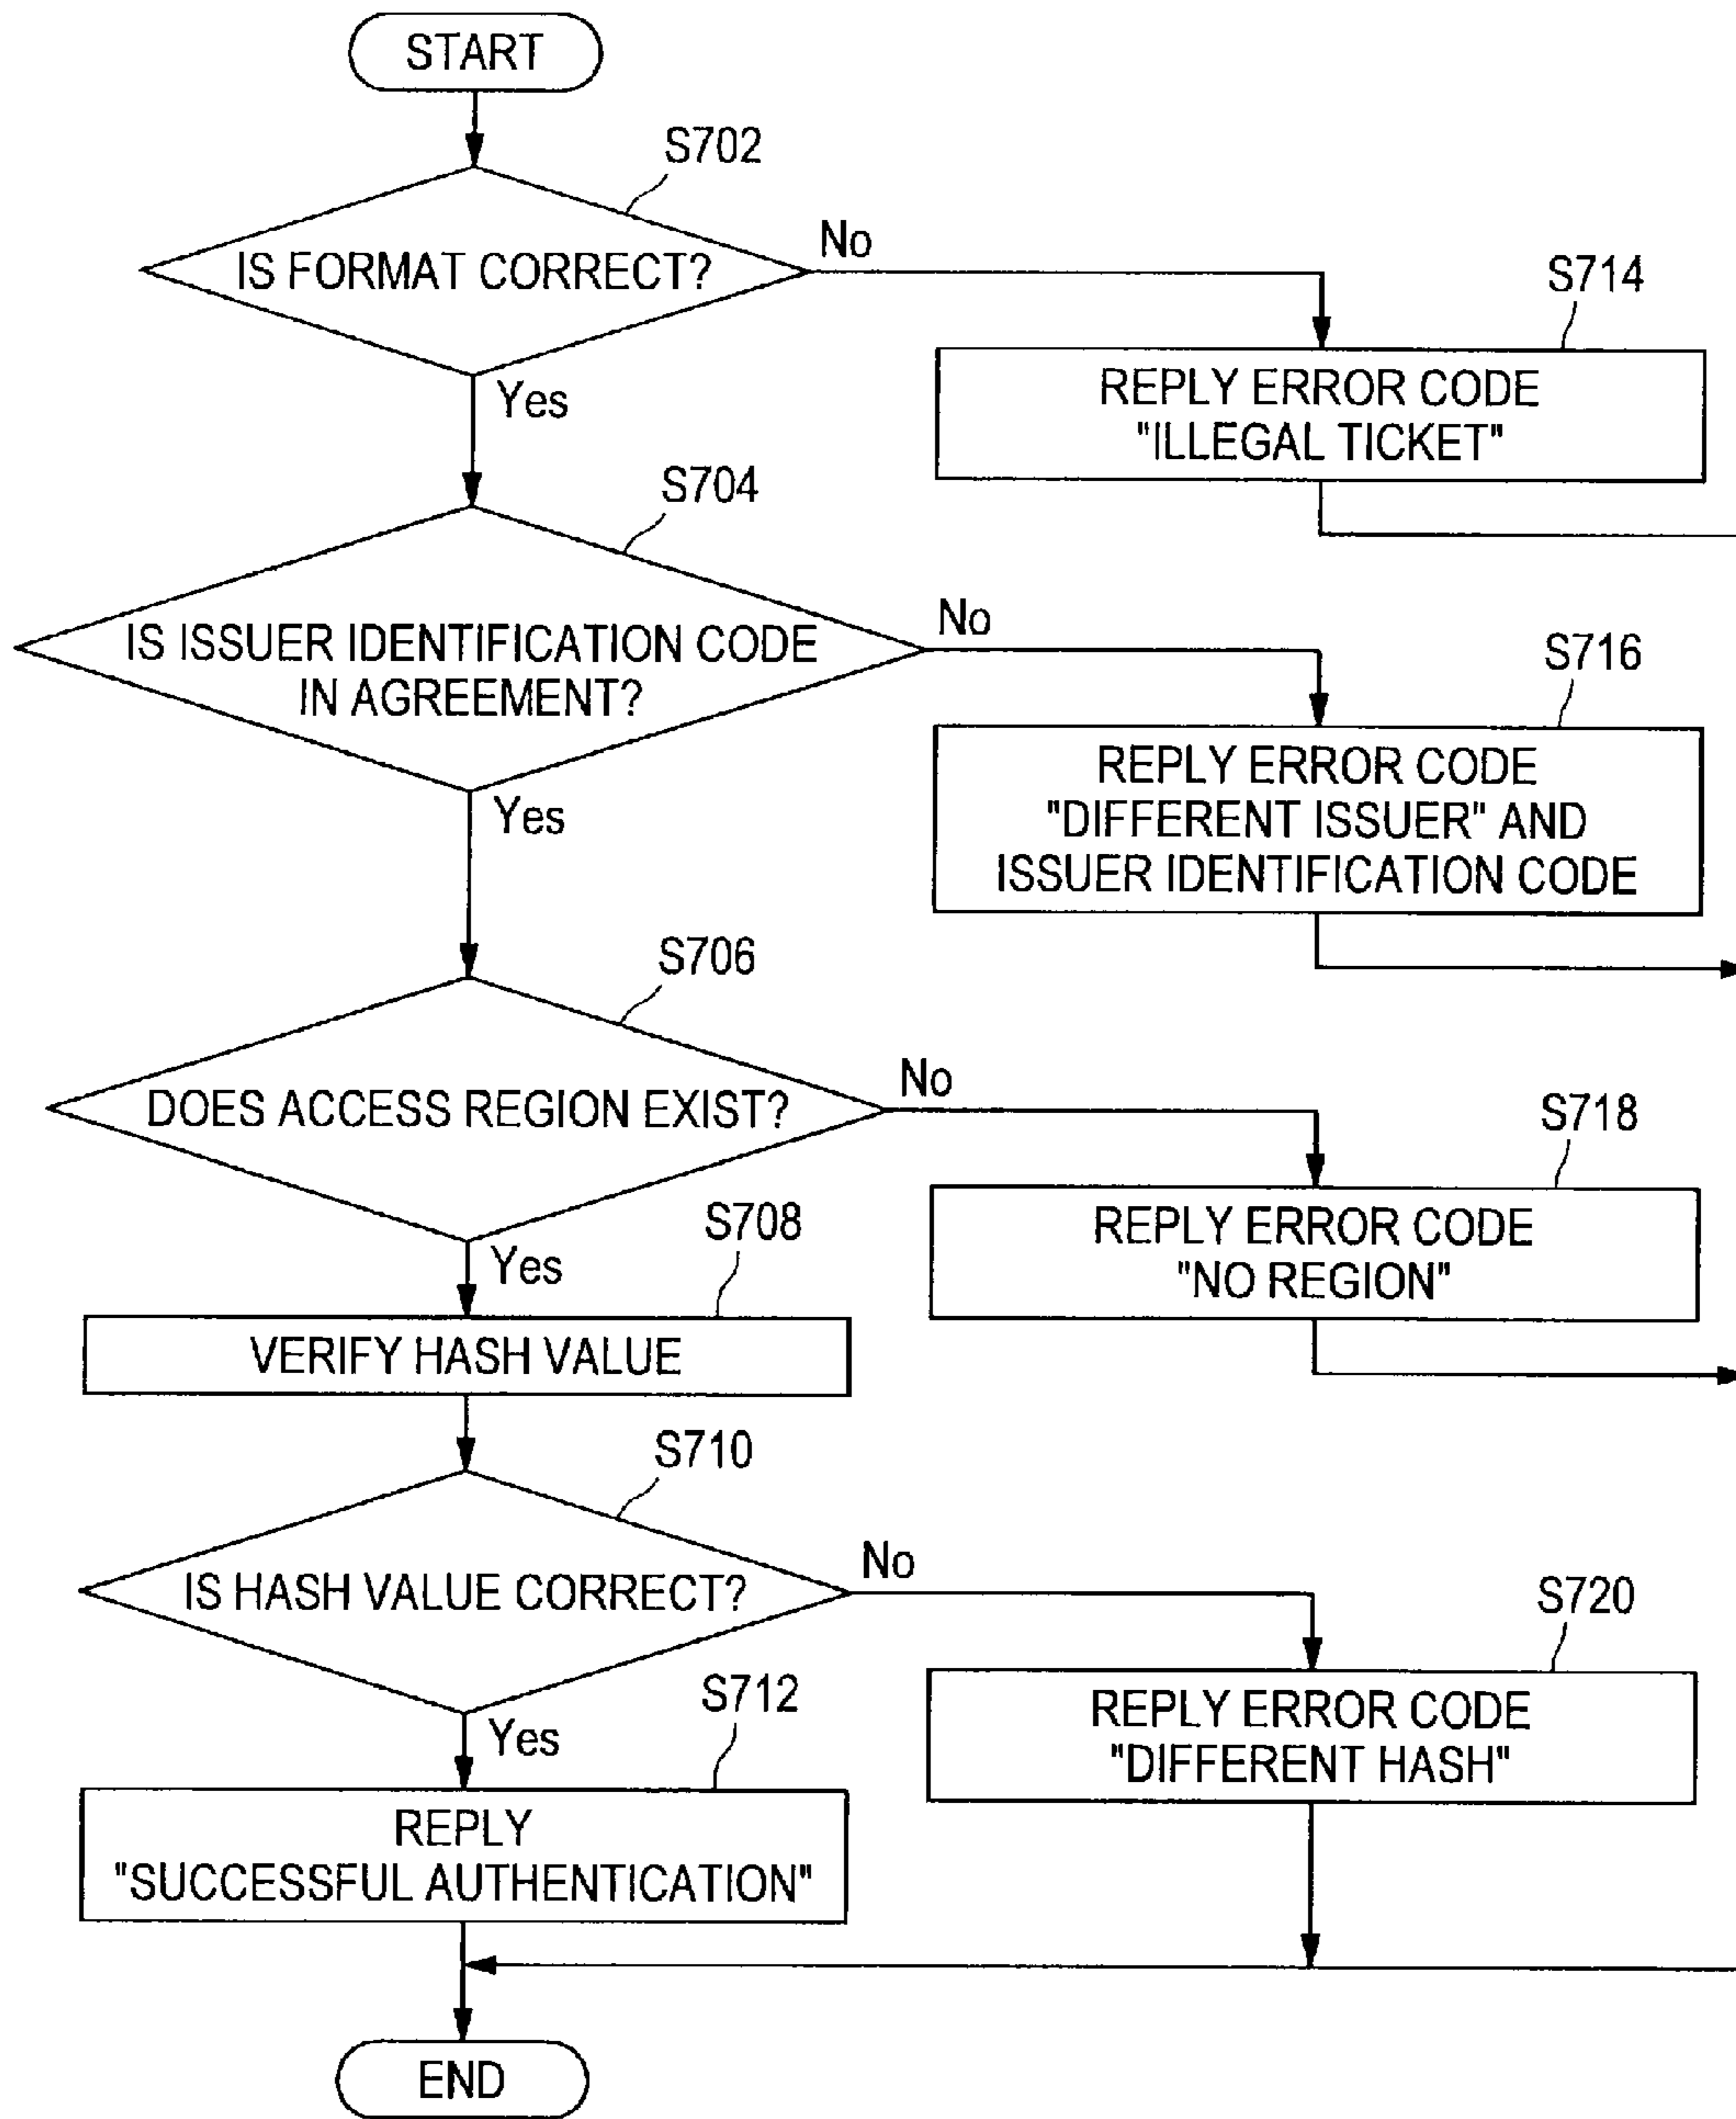 START
S702
IS FORMAT CORRECT?
No
Yes
S714
REPLY ERROR CODE
"ILLEGAL TICKET"
S704
IS ISSUER IDENTIFICATION CODE
IN AGREEMENT?
No
Yes
S716
REPLY ERROR CODE
"DIFFERENT ISSUER" AND
ISSUER IDENTIFICATION CODE
S706
DOES ACCESS REGION EXIST?
No
Yes
S718
REPLY ERROR CODE
"NO REGION"
S708
VERIFY HASH VALUE
S710
IS HASH VALUE CORRECT?
No
Yes
S720
REPLY ERROR CODE
"DIFFERENT HASH"
S712
REPLY
"SUCCESSFUL AUTHENTICATION"
END